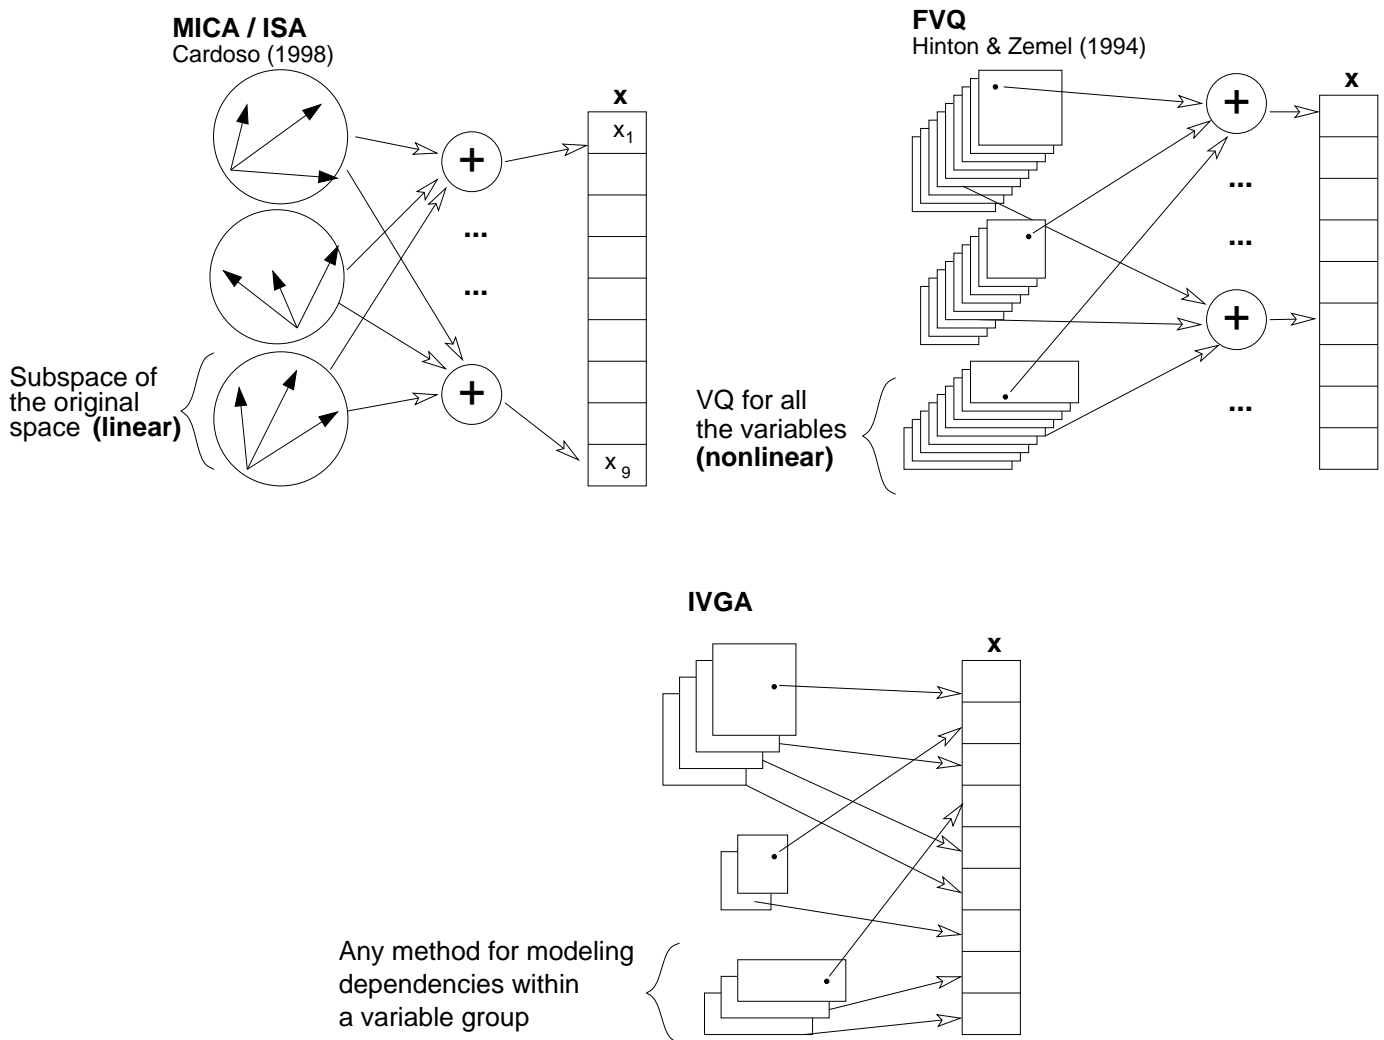 MICA / ISA
Cardoso (1998)
x
x1
+
...
...
+
x9
Subspace of
the original
space (linear)
FVQ
Hinton & Zemel (1994)
x
+
...
...
+
...
VQ for all
the variables
(nonlinear)
IVGA
x
Any method for modeling
dependencies within
a variable group